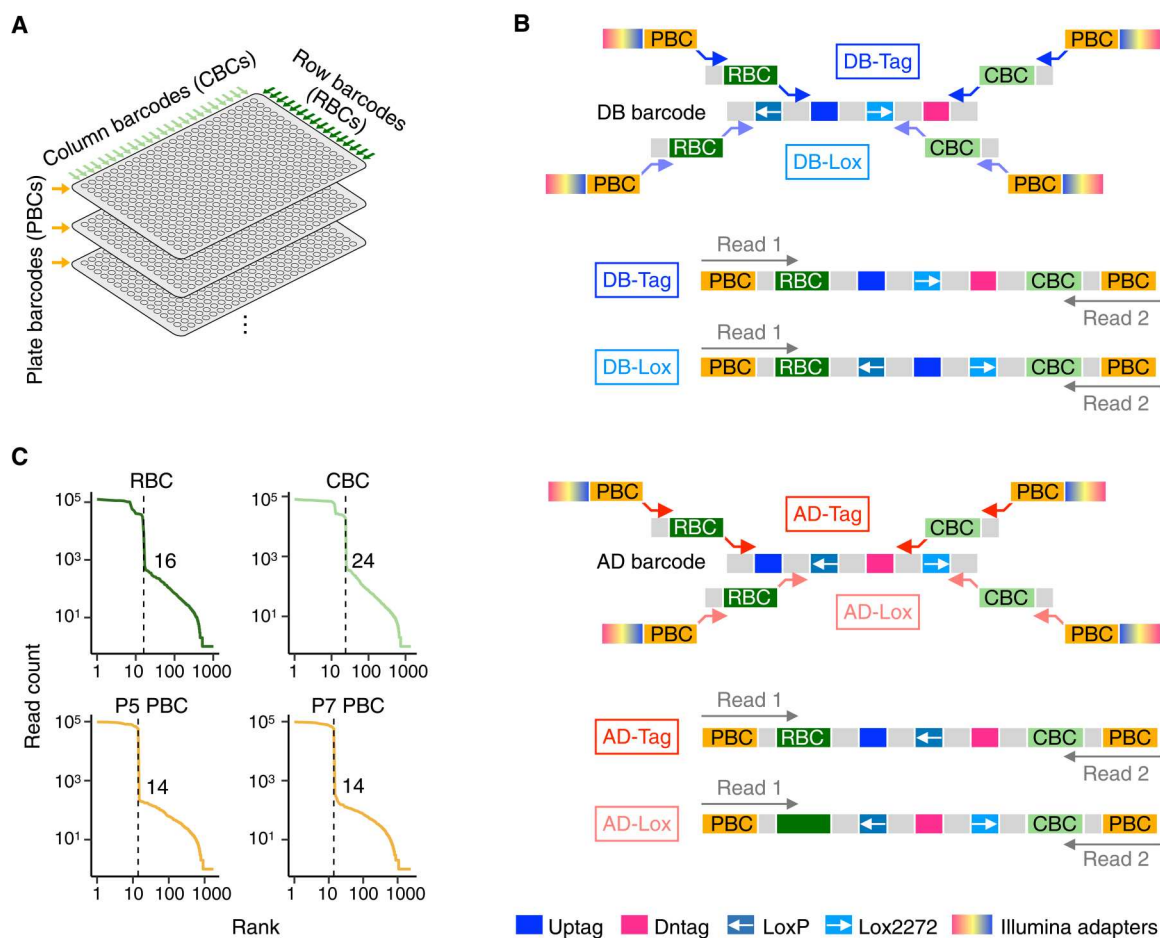 A
Column barcodes (CBCs)
Row barcodes
(RBCs)
Plate barcodes (PBCs)
⋮
B
PBC
PBC
DB-Tag
RBC
CBC
DB barcode
RBC
DB-Lox
CBC
PBC
PBC
Read 1
DB-Tag
PBC RBC CBC PBC
Read 2
Read 1
DB-Lox
PBC RBC CBC PBC
Read 2
PBC
PBC
AD-Tag
RBC
CBC
AD barcode
RBC
AD-Lox
CBC
PBC
PBC
Read 1
AD-Tag
PBC RBC CBC PBC
Read 2
Read 1
AD-Lox
PBC CBC PBC
Read 2
Uptag Dntag LoxP Lox2272 Illumina adapters
C
Read count
RBC
10⁵
10³
10¹
16
1 10 100 1000
CBC
10⁵
10³
10¹
24
1 10 100 1000
P5 PBC
10⁵
10³
10¹
14
1 10 100 1000
P7 PBC
10⁵
10³
10¹
14
1 10 100 1000
Rank